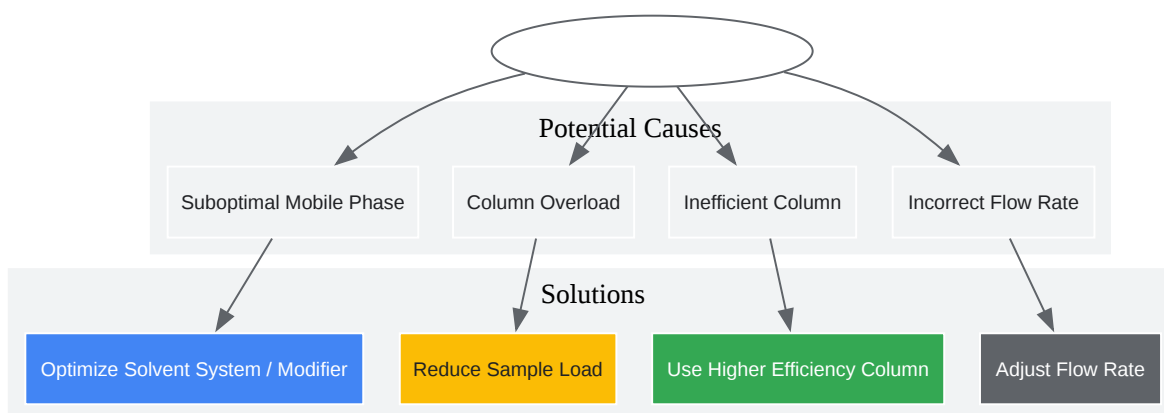 Potential Causes
Suboptimal Mobile Phase
Column Overload
Inefficient Column
Incorrect Flow Rate
Solutions
Optimize Solvent System / Modifier
Reduce Sample Load
Use Higher Efficiency Column
Adjust Flow Rate